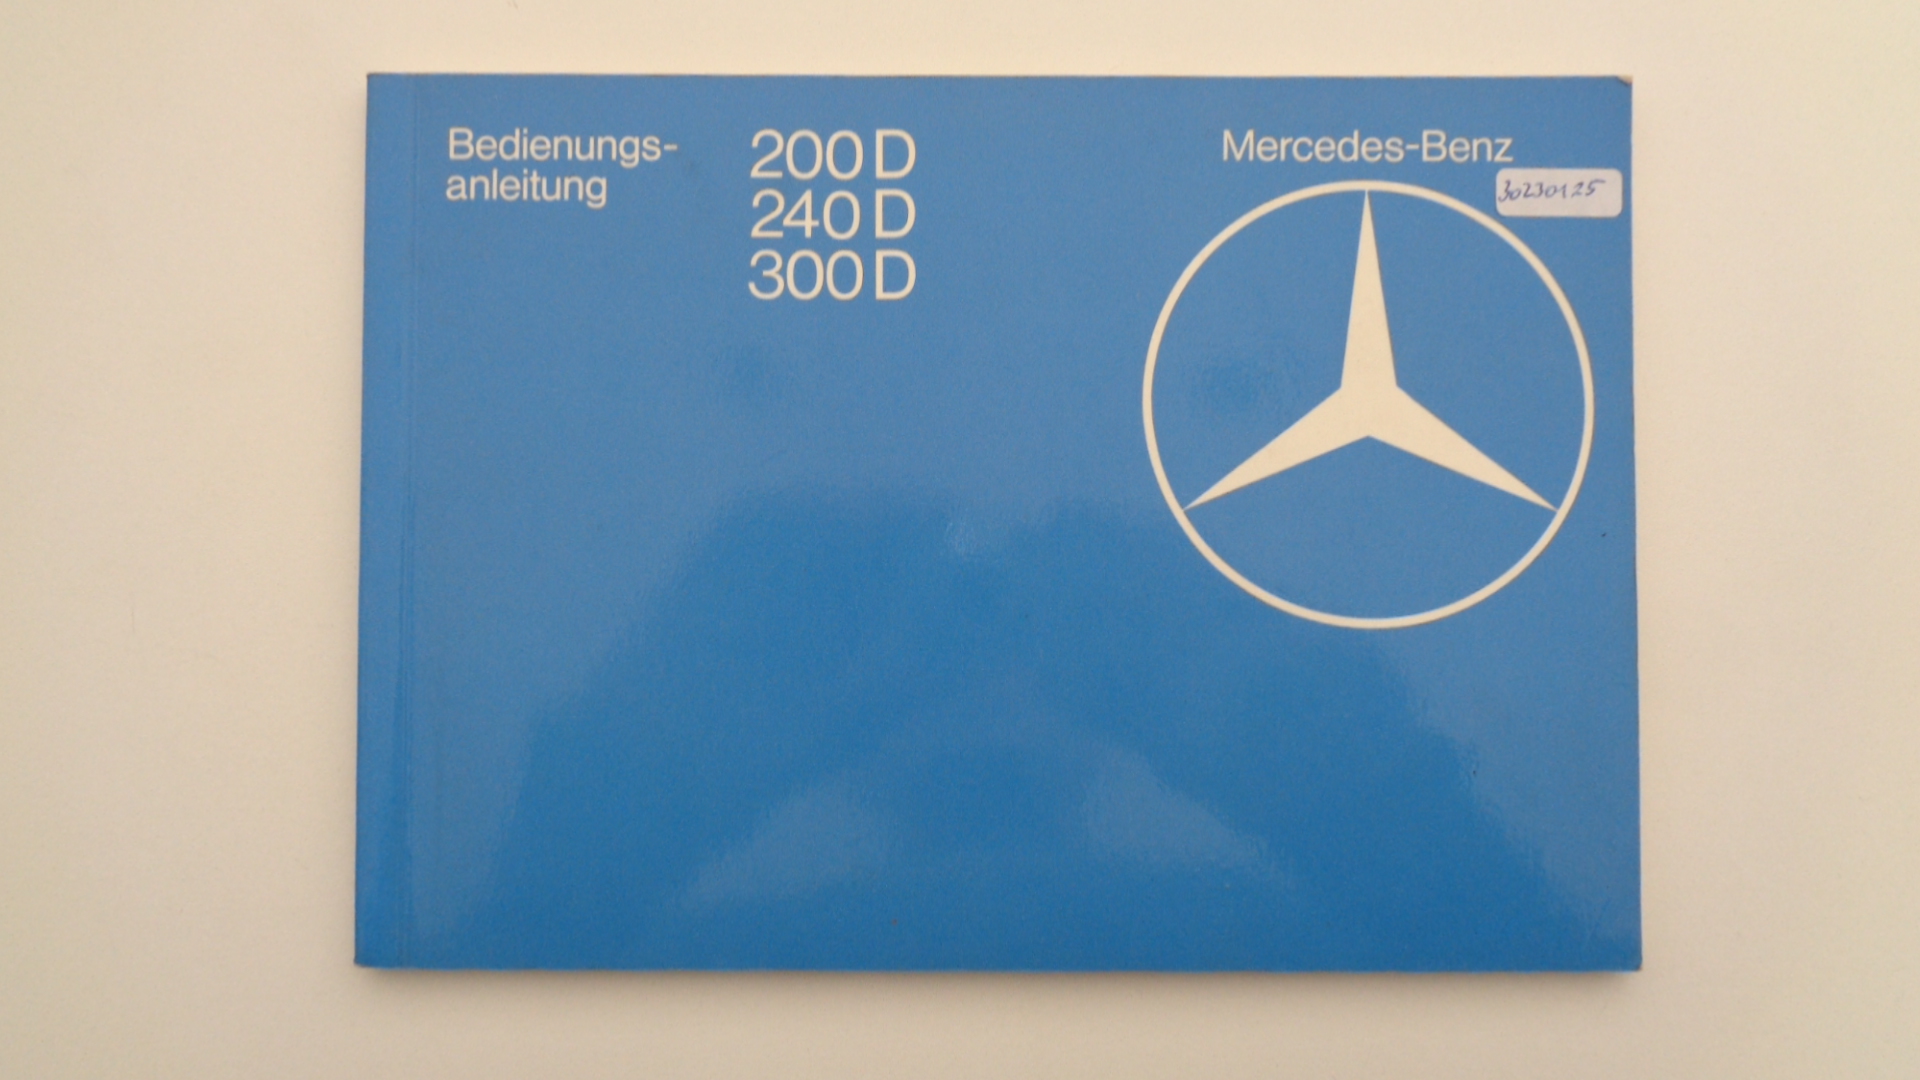 Bedienungs-
anleitung
200 D
240 D
300 D
Mercedes-Benz
30230125